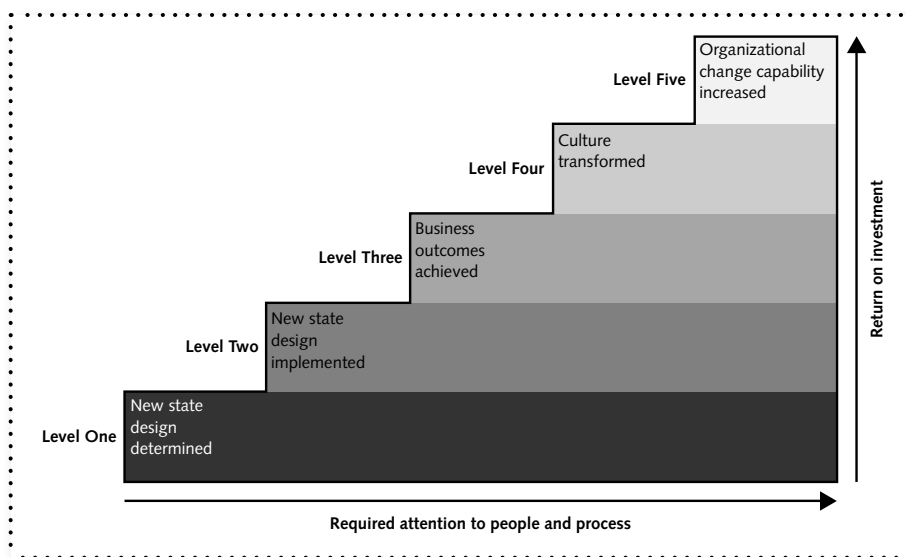 Organizational
change capability
increased
Level Five
Culture
transformed
Level Four
Business
outcomes
achieved
Level Three
New state
design
implemented
Level Two
New state
design
determined
Level One
Return on investment
Required attention to people and process